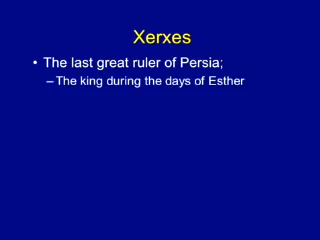 Xerxes
• The last great ruler of Persia;
– The king during the days of Esther